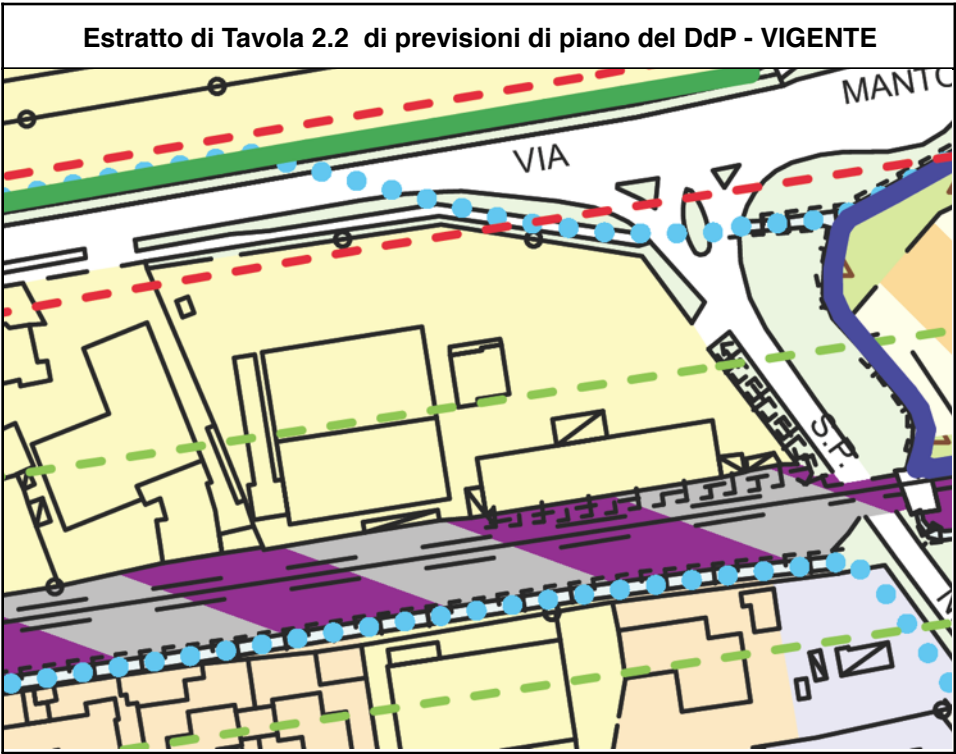 Estratto di Tavola 2.2 di previsioni di piano del DdP - VIGENTE
MANTO
VIA
S.P.